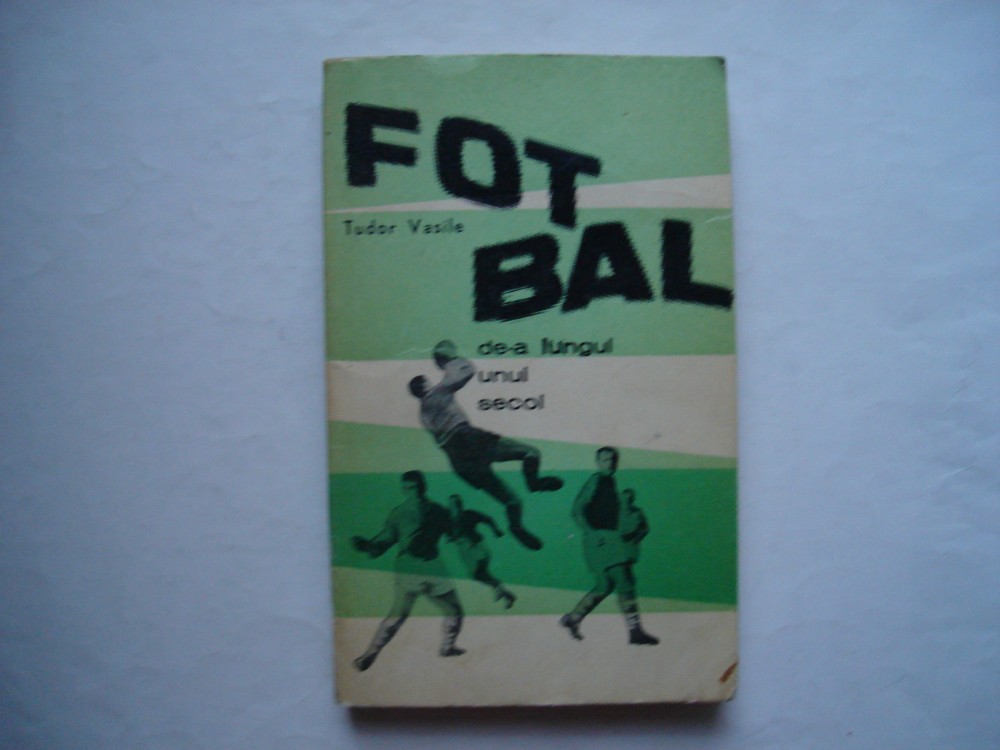 FOT
Tudor Vasile
BAL
de-a lungul
unui
secol